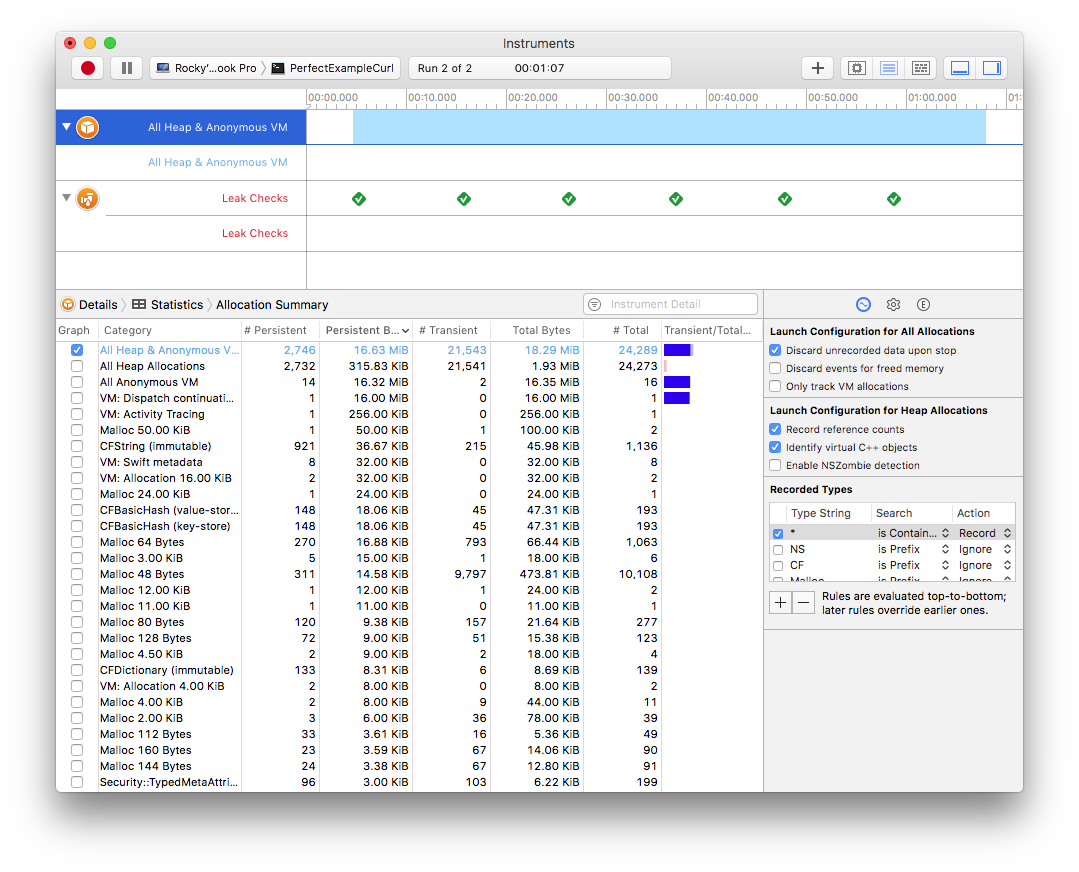 Instruments
Rocky'...ook Pro PerfectExampleCurl Run 2 of 2 00:01:07
00:00.000 00:10.000 00:20.000 00:30.000 00:40.000 00:50.000 01:00.000 01:
All Heap & Anonymous VM
All Heap & Anonymous VM
Leak Checks
Leak Checks
Details Statistics Allocation Summary Instrument Detail E
Graph Category # Persistent Persistent B... # Transient Total Bytes # Total Transient/Total...
All Heap & Anonymous V... 2,746 16.63 MiB 21,543 18.29 MiB 24,289
All Heap Allocations 2,732 315.83 KiB 21,541 1.93 MiB 24,273
All Anonymous VM 14 16.32 MiB 2 16.35 MiB 16
VM: Dispatch continuati... 1 16.00 MiB 0 16.00 MiB 1
VM: Activity Tracing 1 256.00 KiB 0 256.00 KiB 1
Malloc 50.00 KiB 1 50.00 KiB 1 100.00 KiB 2
CFString (immutable) 921 36.67 KiB 215 45.98 KiB 1,136
VM: Swift metadata 8 32.00 KiB 0 32.00 KiB 8
VM: Allocation 16.00 KiB 2 32.00 KiB 0 32.00 KiB 2
Malloc 24.00 KiB 1 24.00 KiB 0 24.00 KiB 1
CFBasicHash (value-stor... 148 18.06 KiB 45 47.31 KiB 193
CFBasicHash (key-store) 148 18.06 KiB 45 47.31 KiB 193
Malloc 64 Bytes 270 16.88 KiB 793 66.44 KiB 1,063
Malloc 3.00 KiB 5 15.00 KiB 1 18.00 KiB 6
Malloc 48 Bytes 311 14.58 KiB 9,797 473.81 KiB 10,108
Malloc 12.00 KiB 1 12.00 KiB 1 24.00 KiB 2
Malloc 11.00 KiB 1 11.00 KiB 0 11.00 KiB 1
Malloc 80 Bytes 120 9.38 KiB 157 21.64 KiB 277
Malloc 128 Bytes 72 9.00 KiB 51 15.38 KiB 123
Malloc 4.50 KiB 2 9.00 KiB 2 18.00 KiB 4
CFDictionary (immutable) 133 8.31 KiB 6 8.69 KiB 139
VM: Allocation 4.00 KiB 2 8.00 KiB 0 8.00 KiB 2
Malloc 4.00 KiB 2 8.00 KiB 9 44.00 KiB 11
Malloc 2.00 KiB 3 6.00 KiB 36 78.00 KiB 39
Malloc 112 Bytes 33 3.61 KiB 16 5.36 KiB 49
Malloc 160 Bytes 23 3.59 KiB 67 14.06 KiB 90
Malloc 144 Bytes 24 3.38 KiB 67 12.80 KiB 91
Security::TypedMetaAttri... 96 3.00 KiB 103 6.22 KiB 199
Launch Configuration for All Allocations
Discard unrecorded data upon stop
Discard events for freed memory
Only track VM allocations
Launch Configuration for Heap Allocations
Record reference counts
Identify virtual C++ objects
Enable NSZombie detection
Recorded Types
Type String Search Action
* is Contain... Record
NS is Prefix Ignore
CF is Prefix Ignore
Malloc is Prefix Ignore
Rules are evaluated top-to-bottom;
later rules override earlier ones.